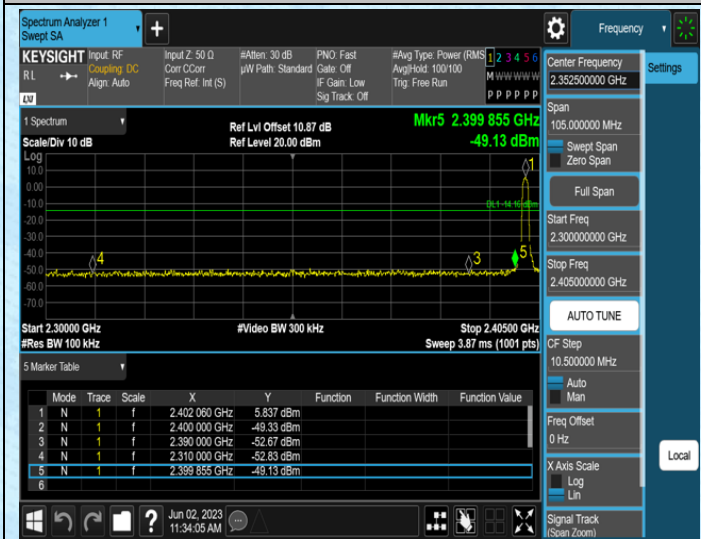 Spectrum Analyzer 1
Swept SA
+
Frequency
KEYSIGHT
RL
LXI
Input: RF
Coupling: DC
Align: Auto
Input Z: 50 Ω
Corr CCorr
Freq Ref: Int (S)
#Atten: 30 dB
µW Path: Standard
PNO: Fast
Gate: Off
IF Gain: Low
Sig Track: Off
#Avg Type: Power (RMS
Avg|Hold: 100/100
Trig: Free Run
1 2 3 4 5 6
M W W W W W
P P P P P P
1 Spectrum
Scale/Div 10 dB
Ref Lvl Offset 10.87 dB
Ref Level 20.00 dBm
Mkr5 2.399 855 GHz
-49.13 dBm
Log
10.0
0.00
-10.0
-20.0
-30.0
-40.0
-50.0
-60.0
-70.0
1
DL1 -14.16 dBm
4
3
5
Start 2.30000 GHz
#Res BW 100 kHz
#Video BW 300 kHz
Stop 2.40500 GHz
Sweep 3.87 ms (1001 pts)
5 Marker Table
Mode Trace Scale X Y Function Function Width Function Value
1 N 1 f 2.402 060 GHz 5.837 dBm
2 N 1 f 2.400 000 GHz -49.33 dBm
3 N 1 f 2.390 000 GHz -52.67 dBm
4 N 1 f 2.310 000 GHz -52.83 dBm
5 N 1 f 2.399 855 GHz -49.13 dBm
6
?
Jun 02, 2023
11:34:05 AM
Center Frequency
2.352500000 GHz
Settings
Span
105.000000 MHz
Swept Span
Zero Span
Full Span
Start Freq
2.300000000 GHz
Stop Freq
2.405000000 GHz
AUTO TUNE
CF Step
10.500000 MHz
Auto
Man
Freq Offset
0 Hz
X Axis Scale
Log
Lin
Local
Signal Track
(Span Zoom)